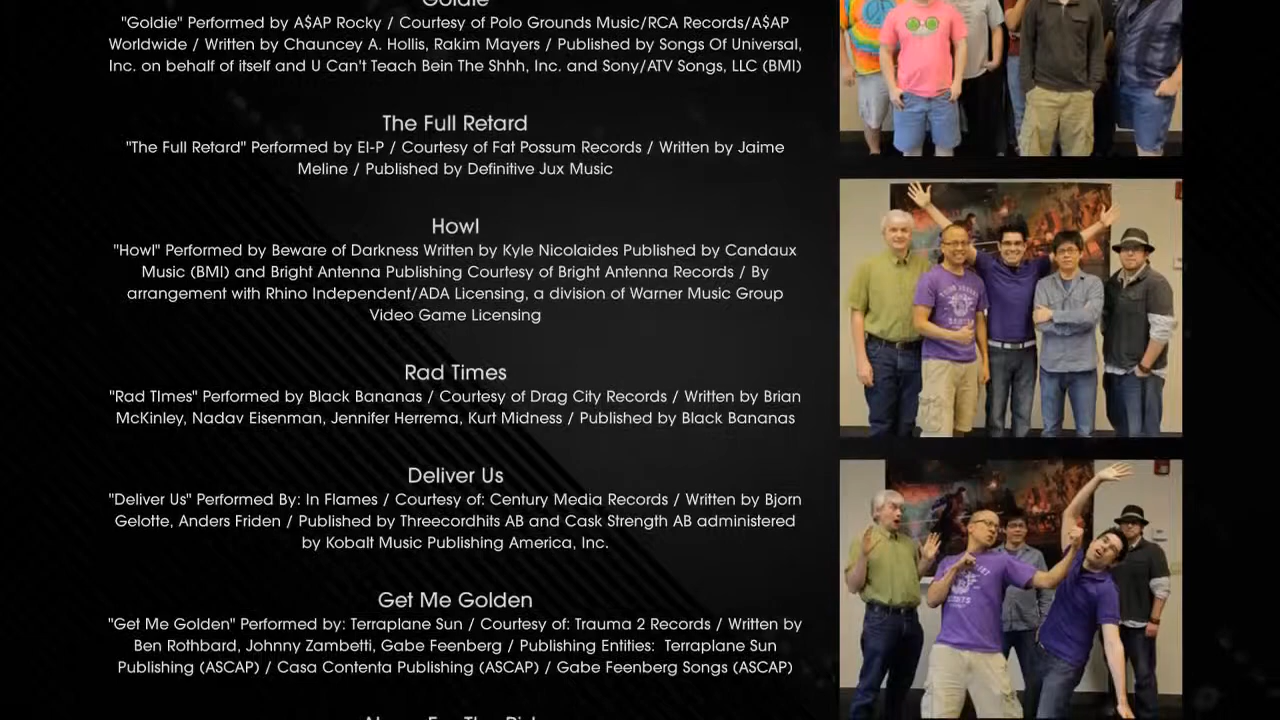 Goldie
"Goldie" Performed by A$AP Rocky / Courtesy of Polo Grounds Music/RCA Records/A$AP
Worldwide / Written by Chauncey A. Hollis, Rakim Mayers / Published by Songs Of Universal,
Inc. on behalf of itself and U Can't Teach Bein The Shhh, Inc. and Sony/ATV Songs, LLC (BMI)
The Full Retard
"The Full Retard" Performed by El-P / Courtesy of Fat Possum Records / Written by Jaime
Meline / Published by Definitive Jux Music
Howl
"Howl" Performed by Beware of Darkness Written by Kyle Nicolaides Published by Candaux
Music (BMI) and Bright Antenna Publishing Courtesy of Bright Antenna Records / By
arrangement with Rhino Independent/ADA Licensing, a division of Warner Music Group
Video Game Licensing
Rad Times
"Rad TImes" Performed by Black Bananas / Courtesy of Drag City Records / Written by Brian
McKinley, Nadav Eisenman, Jennifer Herrema, Kurt Midness / Published by Black Bananas
Deliver Us
"Deliver Us" Performed By: In Flames / Courtesy of: Century Media Records / Written by Bjorn
Gelotte, Anders Friden / Published by Threecordhits AB and Cask Strength AB administered
by Kobalt Music Publishing America, Inc.
Get Me Golden
"Get Me Golden" Performed by: Terraplane Sun / Courtesy of: Trauma 2 Records / Written by
Ben Rothbard, Johnny Zambetti, Gabe Feenberg / Publishing Entities:  Terraplane Sun
Publishing (ASCAP) / Casa Contenta Publishing (ASCAP) / Gabe Feenberg Songs (ASCAP)